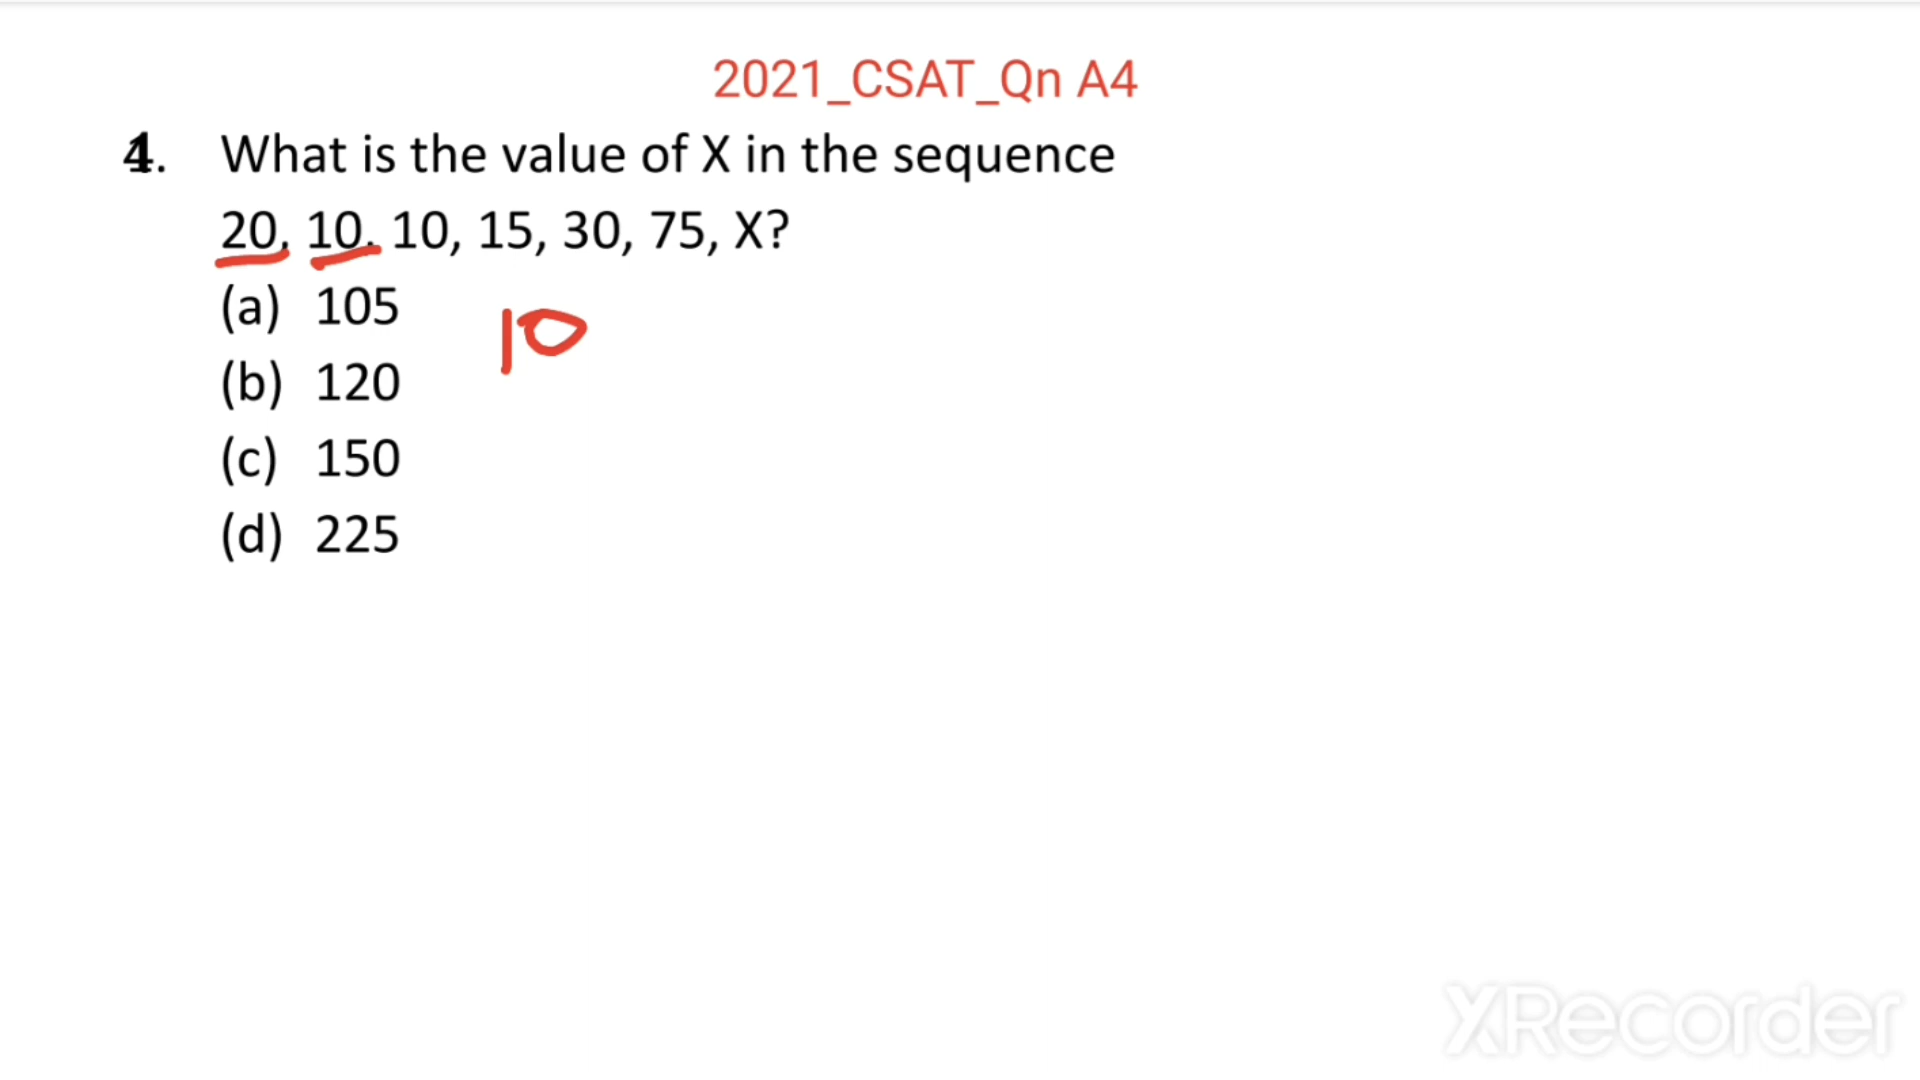 2021_CSAT_Qn A4
4. What is the value of X in the sequence
20, 10, 10, 15, 30, 75, X?
(a) 105
10
(b) 120
(c) 150
(d) 225
XRecorder